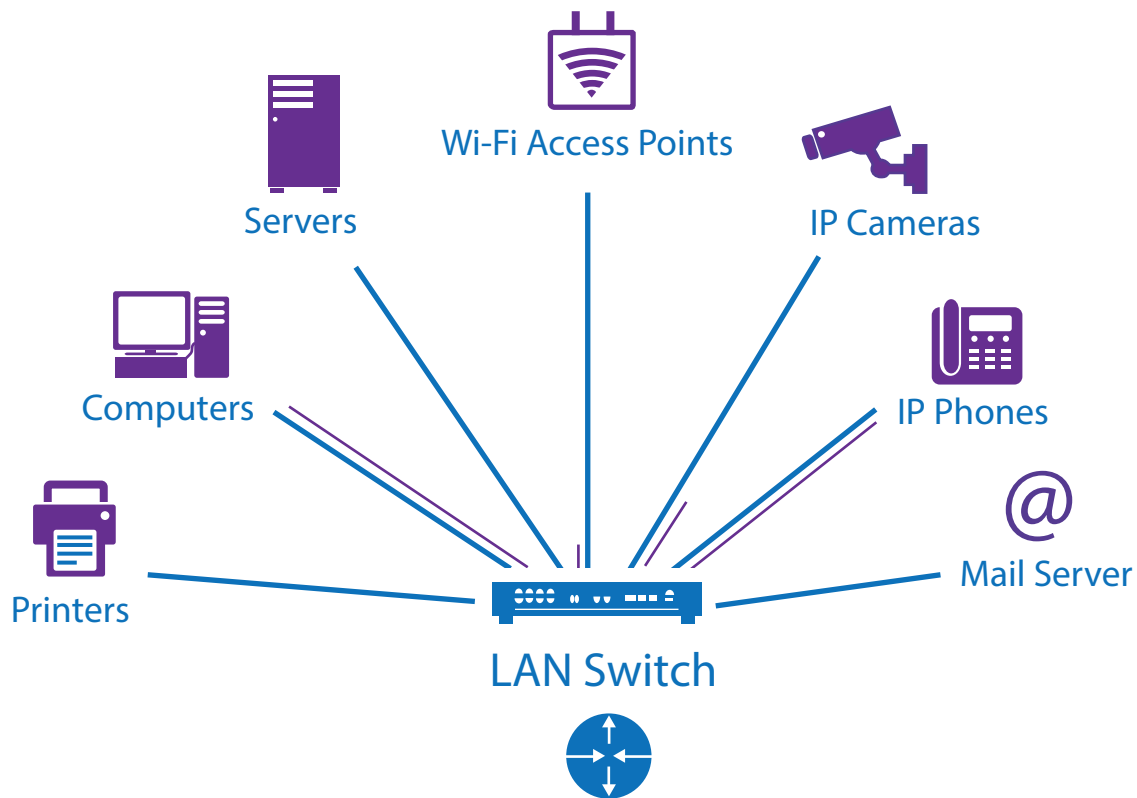 Wi-Fi Access Points
Servers
IP Cameras
Computers
IP Phones
@
Mail Server
Printers
LAN Switch